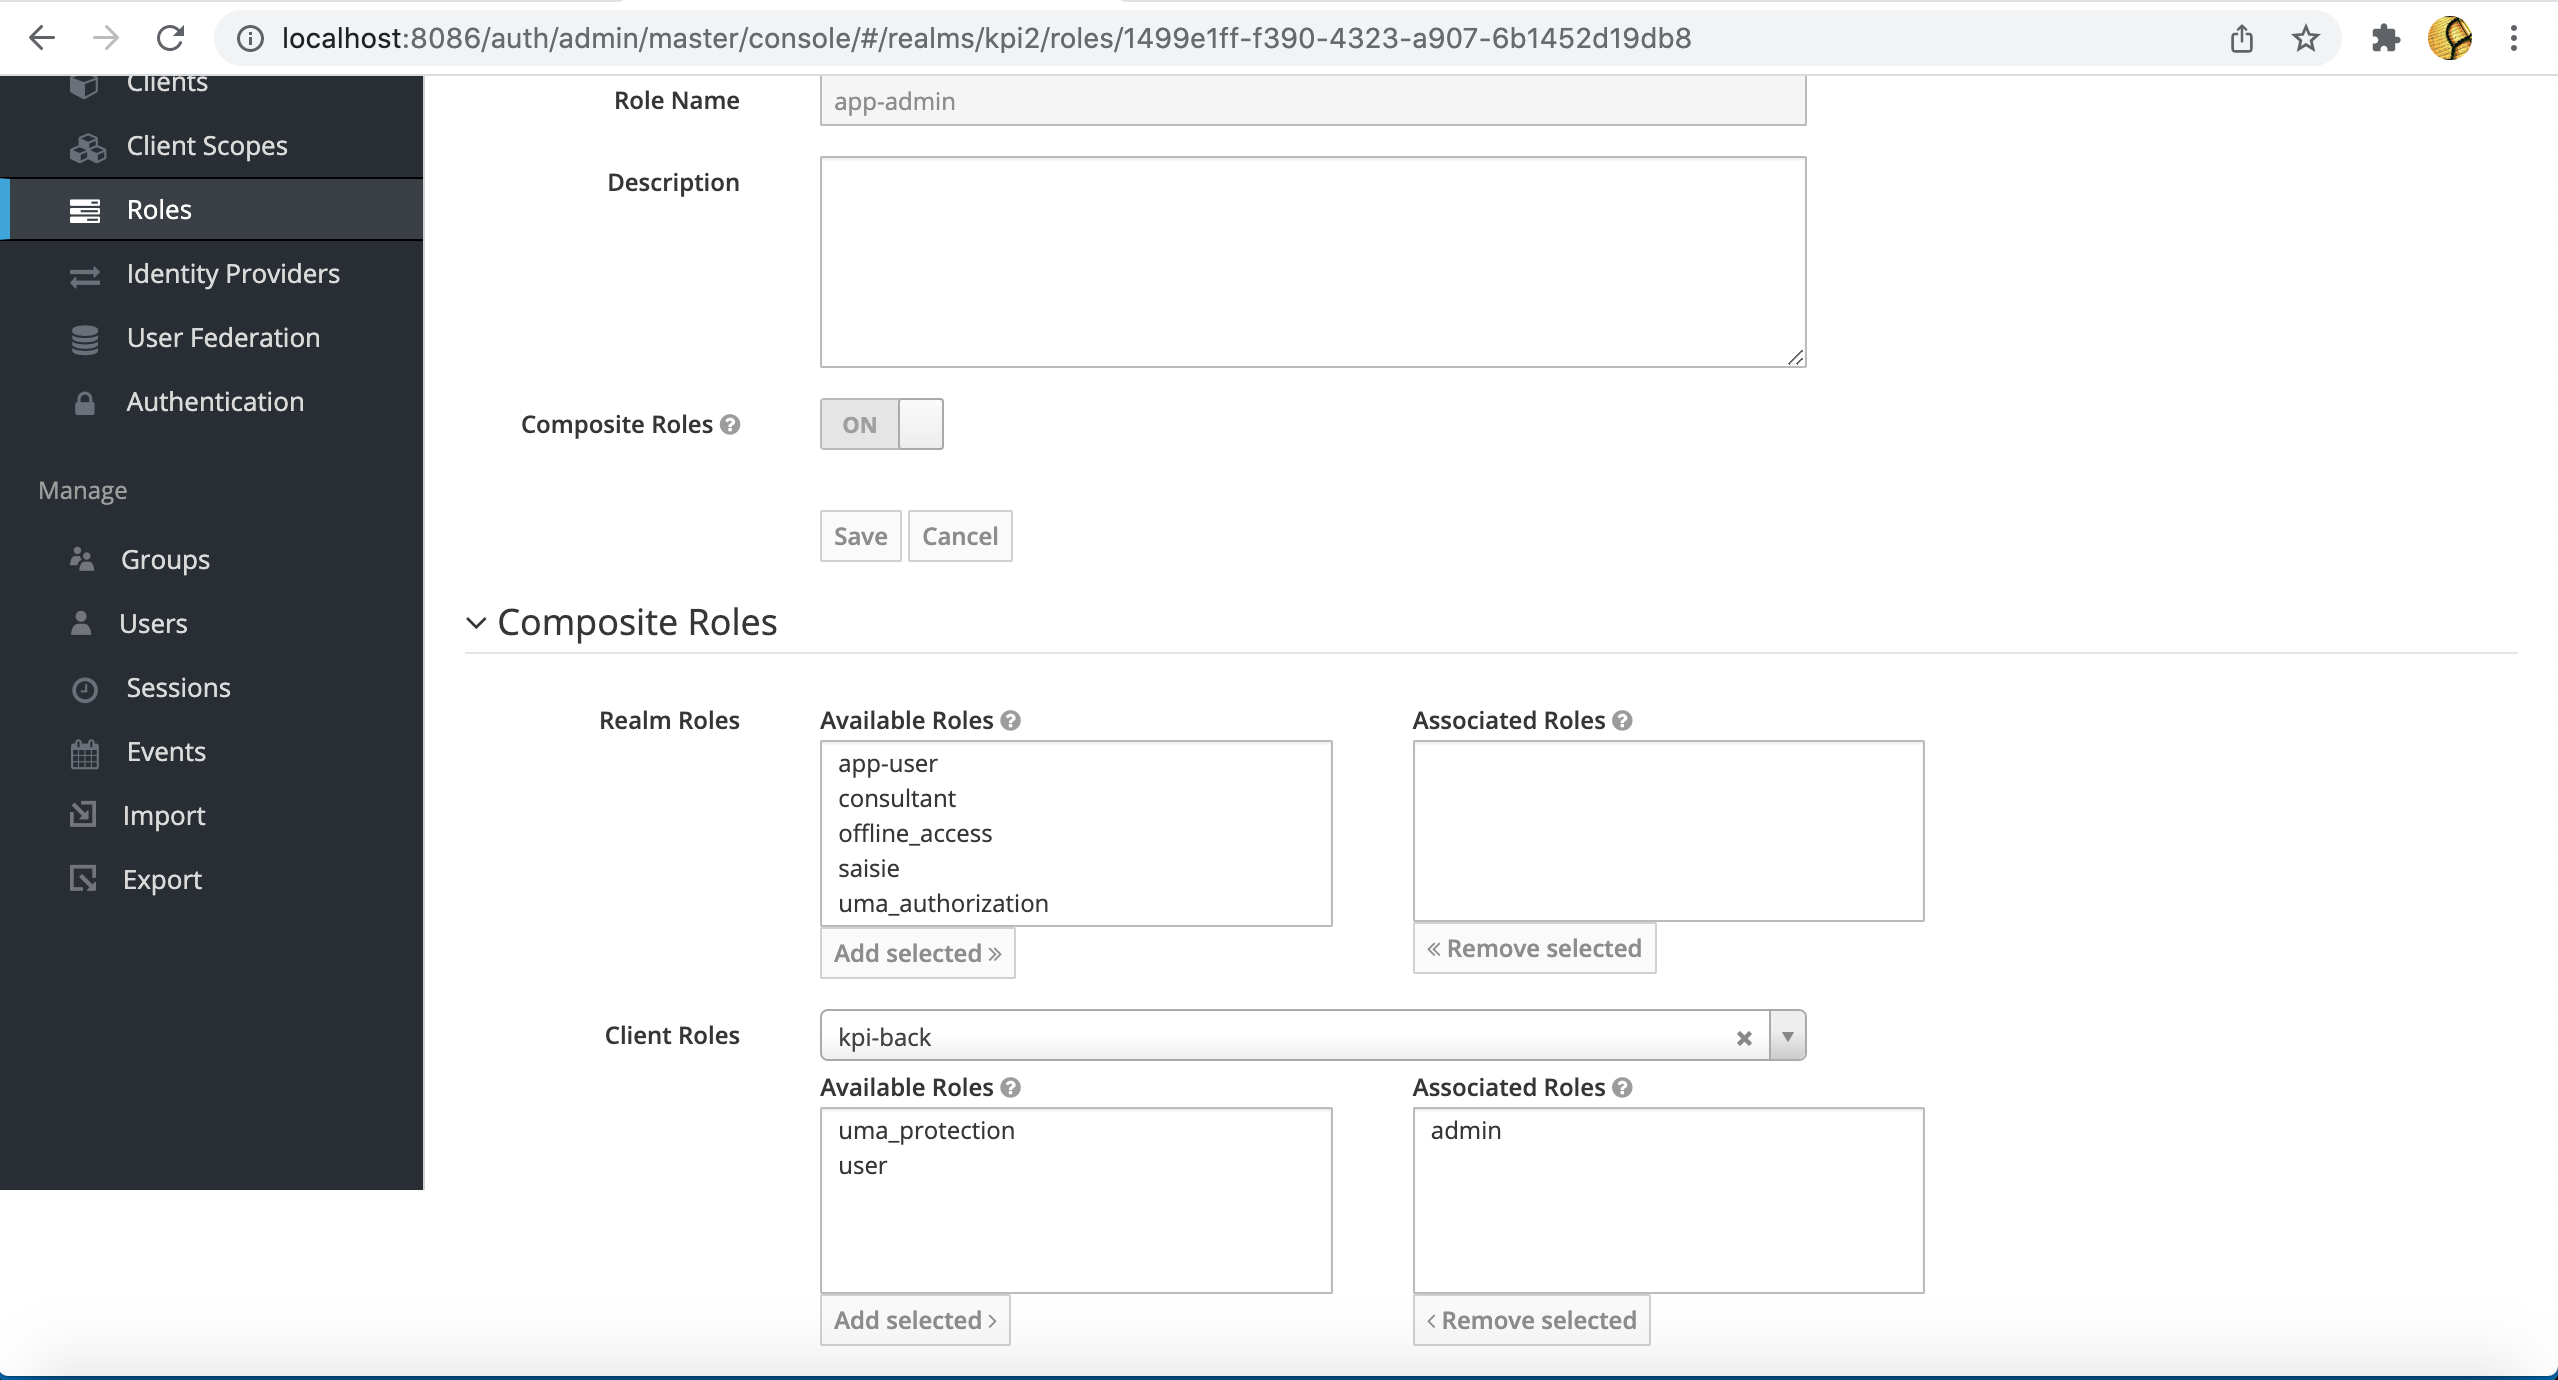 localhost:8086/auth/admin/master/console/#/realms/kpi2/roles/1499e1ff-f390-4323-a907-6b1452d19db8
Clients
Client Scopes
Roles
Identity Providers
User Federation
Authentication
Manage
Groups
Users
Sessions
Events
Import
Export
Role Name
app-admin
Description
Composite Roles
ON
Save
Cancel
Composite Roles
Realm Roles
Available Roles
app-user
consultant
offline_access
saisie
uma_authorization
Add selected »
Associated Roles
« Remove selected
Client Roles
kpi-back
Available Roles
uma_protection
user
Add selected ›
Associated Roles
admin
‹ Remove selected